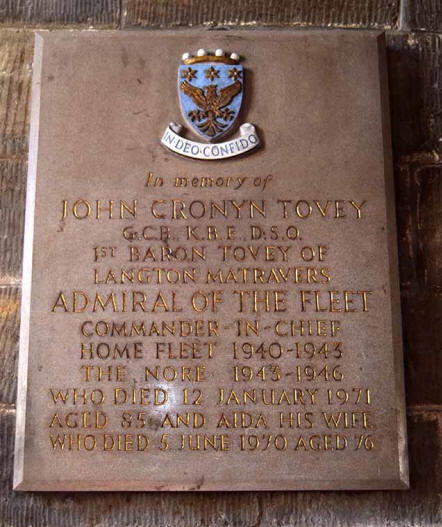 IN·DEO·CONFIDO
In memory of
JOHN CRONYN TOVEY
G.C.B., K.B.E., D.S.O.
1ST BARON TOVEY OF
LANGTON MATRAVERS
ADMIRAL OF THE FLEET
COMMANDER-IN-CHIEF
HOME FLEET 1940-1943
THE NORE 1943-1946
WHO DIED 12 JANUARY 1971
AGED 85 AND AIDA HIS WIFE
WHO DIED 5 JUNE 1970 AGED 76